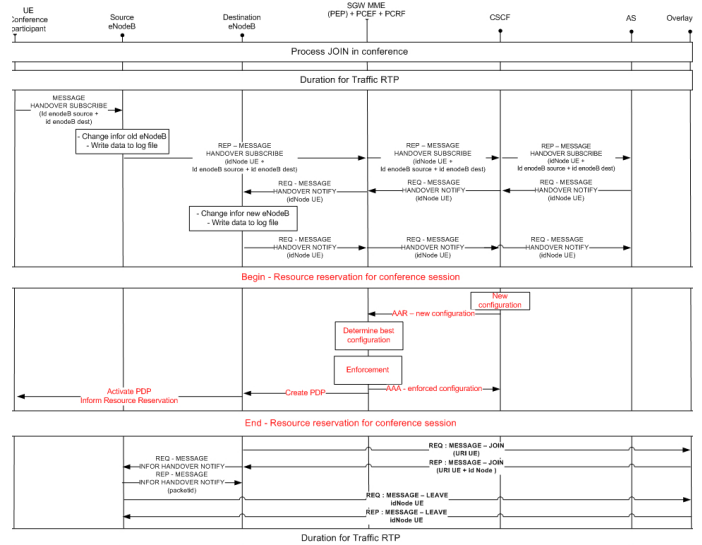 UE
Conference
participant
Source
eNodeB
Destination
eNodeB
SGW MME
(PEP) + PCEF + PCRF
CSCF
AS
Overlay
Process JOIN in conference
Duration for Traffic RTP
MESSAGE
HANDOVER SUBSCRIBE
(Id enodeB source +
id enodeB dest)
- Change infor old eNodeB
- Write data to log file
REP – MESSAGE
HANDOVER SUBSCRIBE
(idNode UE +
Id enodeB source + id enodeB dest)
REP – MESSAGE
HANDOVER SUBSCRIBE
(idNode UE +
Id enodeB source + id enodeB dest)
REP – MESSAGE
HANDOVER SUBSCRIBE
(idNode UE +
Id enodeB source + id enodeB dest)
REQ - MESSAGE
HANDOVER NOTIFY
(idNode UE)
REQ - MESSAGE
HANDOVER NOTIFY
(idNode UE)
REQ - MESSAGE
HANDOVER NOTIFY
(idNode UE)
- Change infor new eNodeB
- Write data to log file
REQ - MESSAGE
HANDOVER NOTIFY
(idNode UE)
REQ - MESSAGE
HANDOVER NOTIFY
(idNode UE)
REQ - MESSAGE
HANDOVER NOTIFY
(idNode UE)
Begin - Resource reservation for conference session
New
configuration
AAR – new configuration
Determine best
configuration
Enforcement
AAA - enforced configuration
Create PDP
Activate PDP
Inform Resource Reservation
End - Resource reservation for conference session
REQ : MESSAGE – JOIN
(URI UE)
REQ - MESSAGE
INFOR HANDOVER NOTIFY
REP : MESSAGE – JOIN
(URI UE + Id Node )
REP - MESSAGE
INFOR HANDOVER NOTIFY
(packetId)
REQ : MESSAGE – LEAVE
idNode UE
REP : MESSAGE – LEAVE
idNode UE
Duration for Traffic RTP